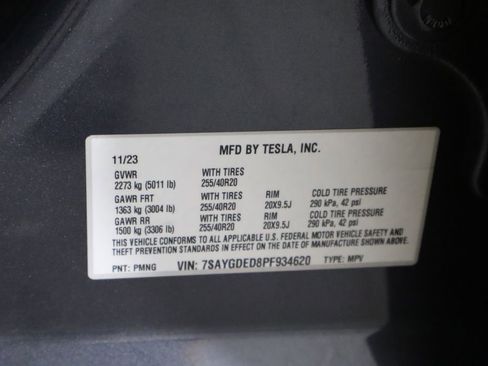 MFD BY TESLA, INC.
11/23
GVWR WITH TIRES
2273 kg (5011 lb) 255/40R20
GAWR FRT WITH TIRES RIM COLD TIRE PRESSURE
1363 kg (3004 lb) 255/40R20 20X9.5J 290 kPa, 42 psi
GAWR RR WITH TIRES RIM COLD TIRE PRESSURE
1500 kg (3306 lb) 255/40R20 20X9.5J 290 kPa, 42 psi
THIS VEHICLE CONFORMS TO ALL APPLICABLE U.S. FEDERAL MOTOR VEHICLE SAFETY AND
THEFT PREVENTION STANDARDS IN EFFECT ON THE DATE OF MANUFACTURE SHOWN ABOVE.
PNT: PMNG VIN: 7SAYGDED8PF934620 TYPE: MPV